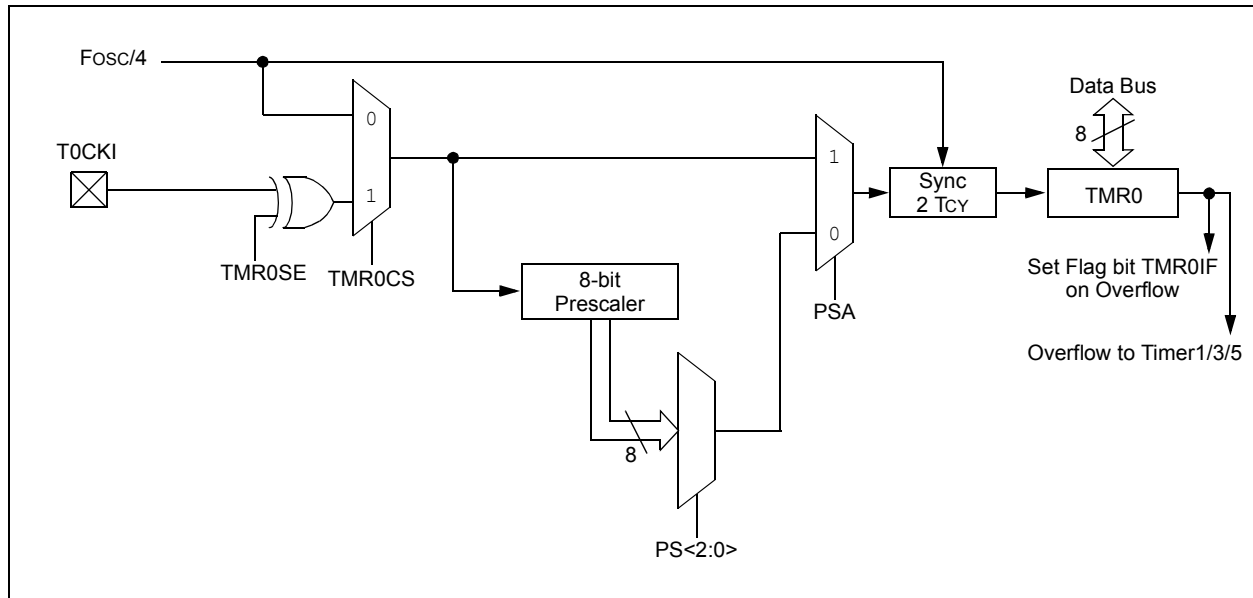 FOSC/4
Data Bus
8
T0CKI
0
1
1
0
Sync
2 TCY
TMR0
TMR0SE
TMR0CS
8-bit
Prescaler
PSA
Set Flag bit TMR0IF
on Overflow
Overflow to Timer1/3/5
8
PS<2:0>